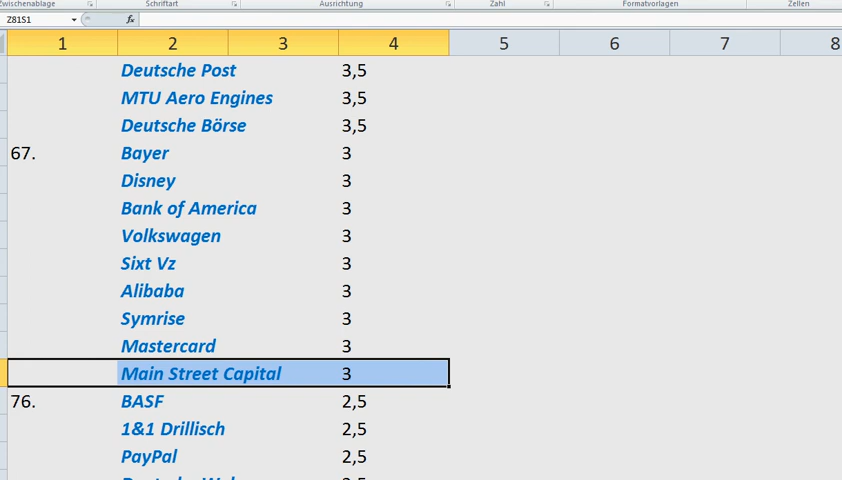 Zwischenablage Schriftart Ausrichtung Zahl Formatvorlagen Zellen
Z81S1 fx
1 2 3 4 5 6 7 8
Deutsche Post 3,5
MTU Aero Engines 3,5
Deutsche Börse 3,5
67. Bayer 3
Disney 3
Bank of America 3
Volkswagen 3
Sixt Vz 3
Alibaba 3
Symrise 3
Mastercard 3
Main Street Capital 3
76. BASF 2,5
1&1 Drillisch 2,5
PayPal 2,5